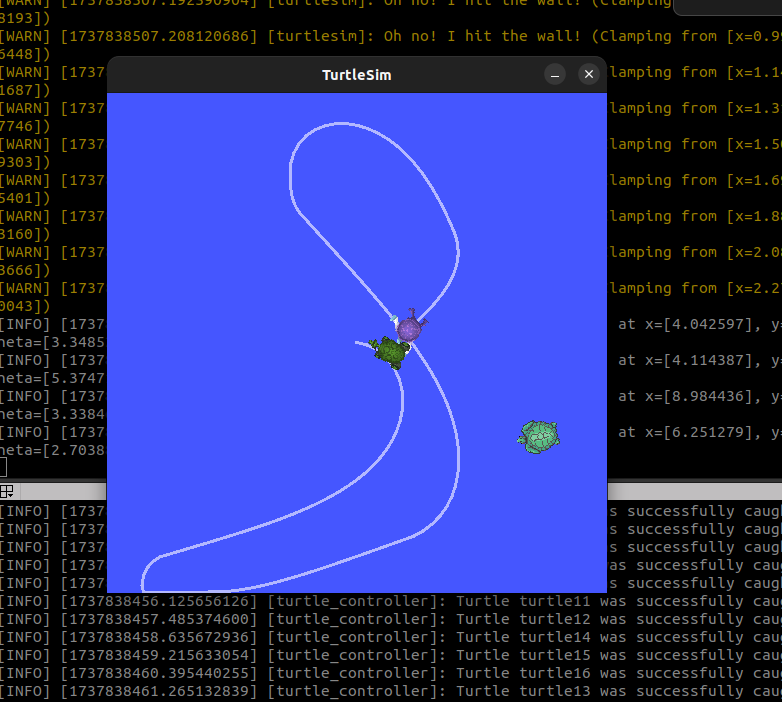 [WARN] [1737838507.192390904] [turtlesim]: Oh no! I hit the wall! (Clamping
8193])
[WARN] [1737838507.208120686] [turtlesim]: Oh no! I hit the wall! (Clamping from [x=0.99
6448])
[WARN] [1737 lamping from [x=1.14
1687])
[WARN] [1737 lamping from [x=1.3
7746])
[WARN] [1737 lamping from [x=1.50
9303])
[WARN] [1737 lamping from [x=1.69
5401])
[WARN] [1737 lamping from [x=1.88
3160])
[WARN] [1737 lamping from [x=2.08
3666])
[WARN] [1737 lamping from [x=2.27
0043])
TurtleSim
[INFO] [1737 at x=[4.042597], y=
heta=[3.3485
[INFO] [1737 at x=[4.114387], y=
heta=[5.3747
[INFO] [1737 at x=[8.984436], y=
heta=[3.3384
[INFO] [1737 at x=[6.251279], y=
heta=[2.7038
[INFO] [1737 s successfully caug
[INFO] [1737 s successfully caug
[INFO] [1737 s successfully caug
[INFO] [1737 as successfully cau
[INFO] [1737 s successfully caug
[INFO] [1737838456.125656126] [turtle_controller]: Turtle turtle11 was successfully cau
[INFO] [1737838457.485374600] [turtle_controller]: Turtle turtle12 was successfully cau
[INFO] [1737838458.635672936] [turtle_controller]: Turtle turtle14 was successfully cau
[INFO] [1737838459.215633054] [turtle_controller]: Turtle turtle15 was successfully cau
[INFO] [1737838460.395440255] [turtle_controller]: Turtle turtle16 was successfully cau
[INFO] [1737838461.265132839] [turtle_controller]: Turtle turtle13 was successfully cau